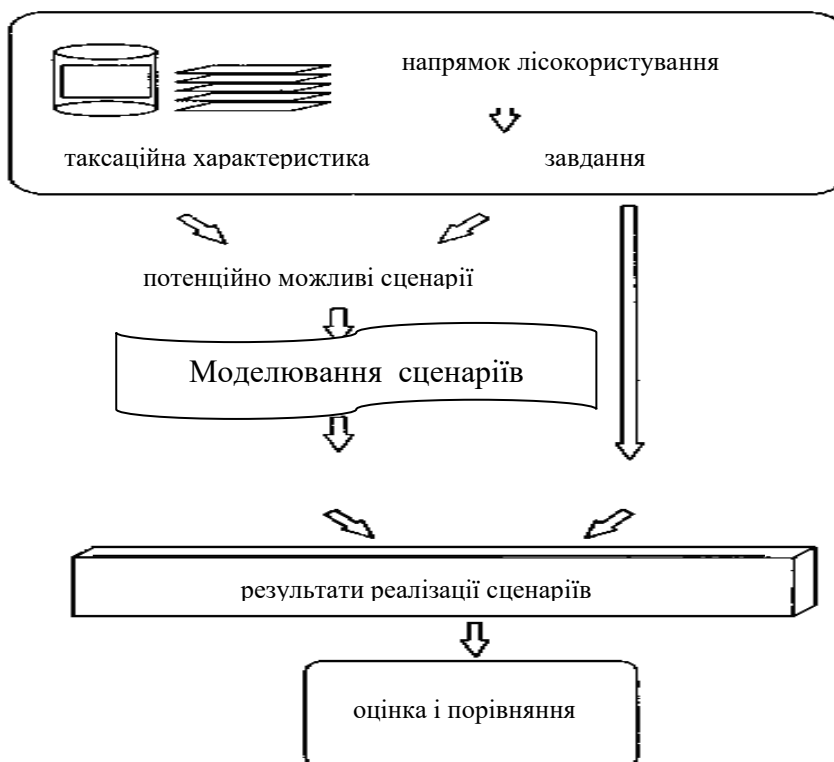 напрямок лісокористування
таксаційна характеристика
завдання
потенційно можливі сценарії
Моделювання сценаріїв
результати реалізації сценаріїв
оцінка і порівняння